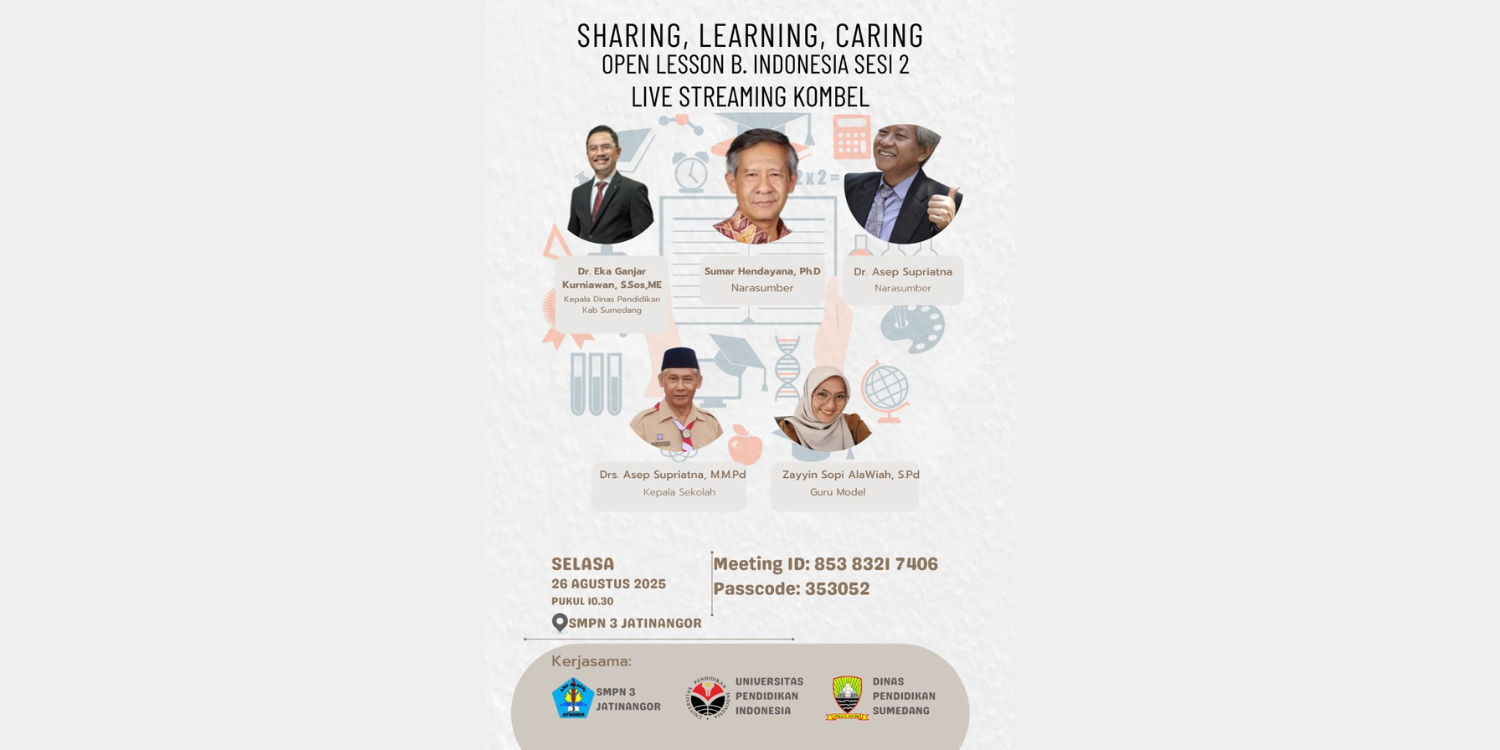 SHARING, LEARNING, CARING
OPEN LESSON B. INDONESIA SESI 2
LIVE STREAMING KOMBEL
2x2=
Dr. Eka Ganjar
Kurniawan, S.Sos,ME
Kepala Dinas Pendidikan
Kab Sumedang
Sumar Hendayana, Ph.D
Narasumber
Dr. Asep Supriatna
Narasumber
Drs. Asep Supriatna, M.M.Pd
Kepala Sekolah
Zayyin Sopi AlaWiah, S.Pd
Guru Model
SELASA
26 AGUSTUS 2025
PUKUL 10.30
SMPN 3 JATINANGOR
Meeting ID: 853 8321 7406
Passcode: 353052
Kerjasama:
SMPN 3
JATINANGOR
UNIVERSITAS
PENDIDIKAN
INDONESIA
DINAS
PENDIDIKAN
SUMEDANG